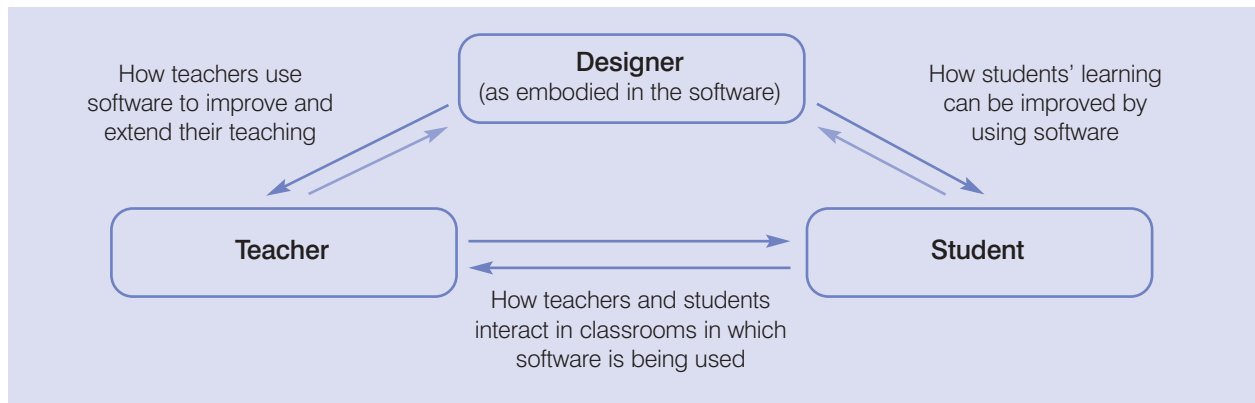 How teachers use
software to improve and
extend their teaching
Designer
(as embodied in the software)
How students’ learning
can be improved by
using software
Teacher
Student
How teachers and students
interact in classrooms in which
software is being used